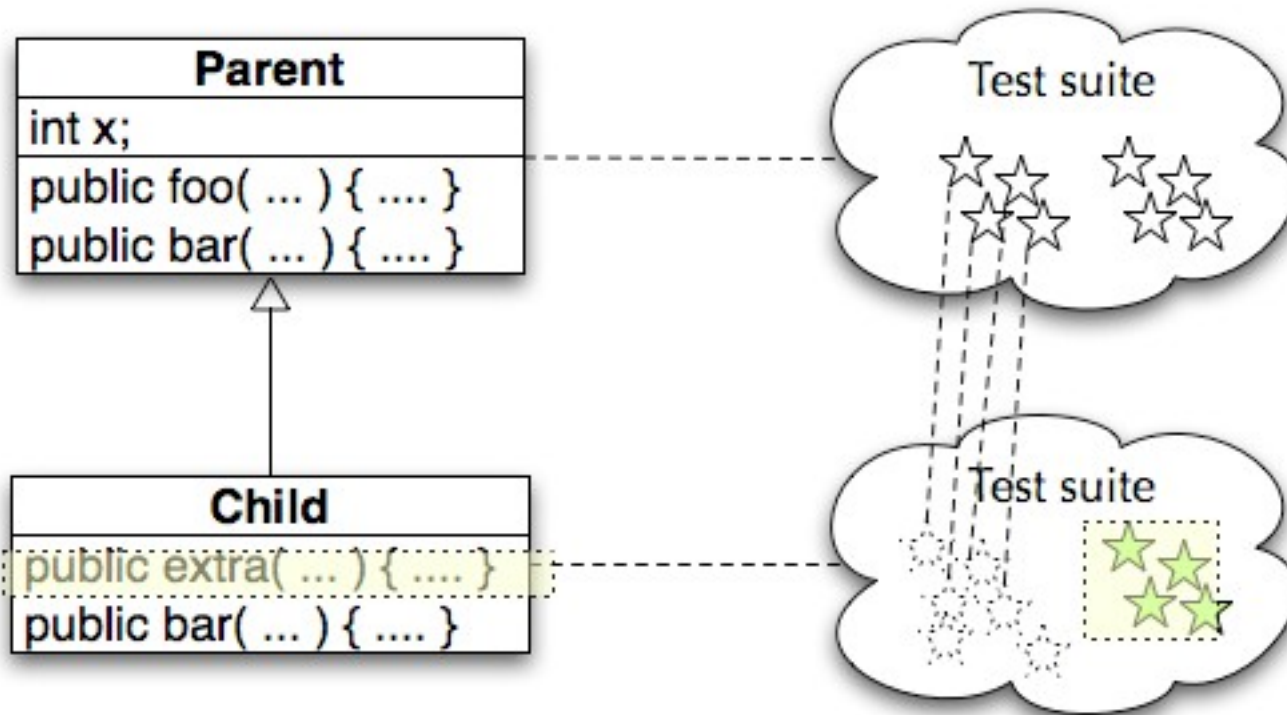 Parent
int x;
public foo( ... ) { .... }
public bar( ... ) { .... }
Test suite
Child
public extra( ... ) { .... }
public bar( ... ) { .... }
Test suite